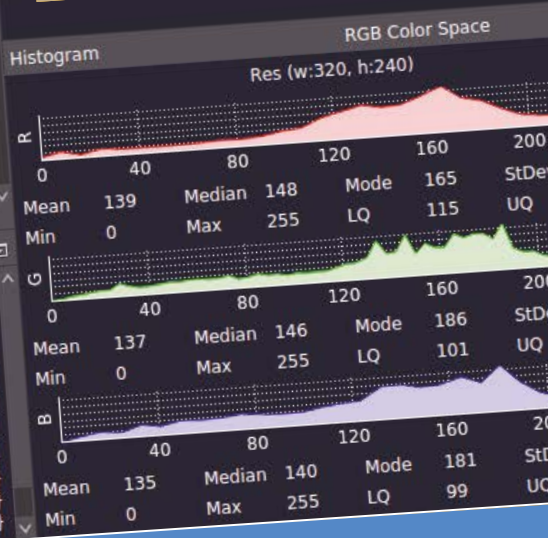 RGB Color Space
Histogram
Res (w:320, h:240)
R
0 40 80 120 160 200
Mean 139 Median 148 Mode 165 StDev
Min 0 Max 255 LQ 115 UQ
G
0 40 80 120 160 200
Mean 137 Median 146 Mode 186 StDe
Min 0 Max 255 LQ 101 UQ
B
0 40 80 120 160 20
Mean 135 Median 140 Mode 181 StD
Min 0 Max 255 LQ 99 UQ